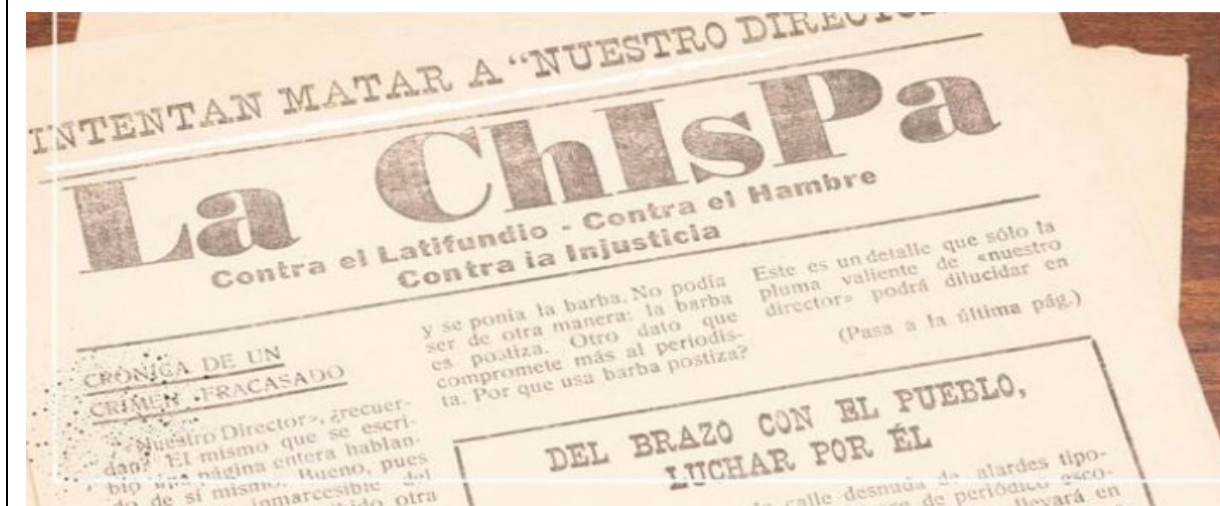 INTENTAN MATAR A "NUESTRO DIRECTOR
La ChIsPa
Contra el Latifundio - Contra el Hambre
Contra la Injusticia
CRÓNICA DE UN
CRIMEN FRACASADO
«Nuestro Director», ¿recuer-
dan? El mismo que se escri-
bió una página entera hablan-
do de sí mismo. Bueno, pues
inmarcesible del
otra
y se ponía la barba. No podía
ser de otra manera: la barba
es postiza. Otro dato que
compromete más al periodis-
ta. Por que usa barba postiza?
Este es un detalle que sólo la
pluma valiente de «nuestro
director» podrá dilucidar en
(Pasa a la última pág.)
DEL BRAZO CON EL PUEBLO,
LUCHAR POR ÉL
calle desnuda de alardes tipo-
de periódico esco-
llevará en